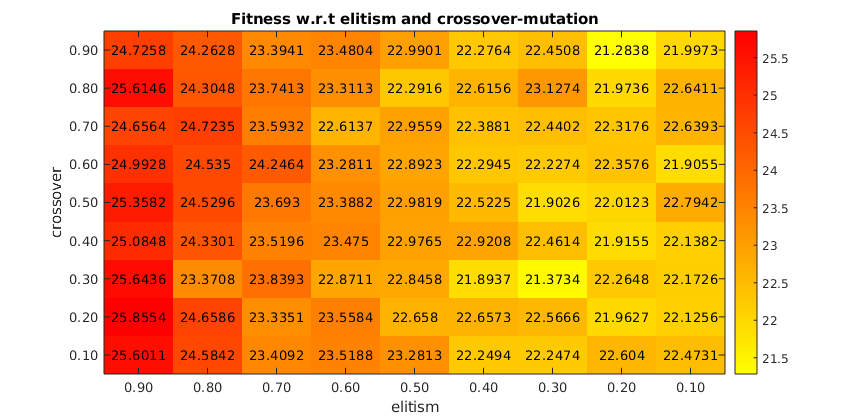 Fitness w.r.t elitism and crossover-mutation
0.90 24.7258 24.2628 23.3941 23.4804 22.9901 22.2764 22.4508 21.2838 21.9973
25.5
0.80 25.6146 24.3048 23.7413 23.3113 22.2916 22.6156 23.1274 21.9736 22.6411
25
0.70 24.6564 24.7235 23.5932 22.6137 22.9559 22.3881 22.4402 22.3176 22.6393
24.5
0.60 24.9928 24.535 24.2464 23.2811 22.8923 22.2945 22.2274 22.3576 21.9055
24
crossover
0.50 25.3582 24.5296 23.693 23.3882 22.9819 22.5225 21.9026 22.0123 22.7942
23.5
0.40 25.0848 24.3301 23.5196 23.475 22.9765 22.9208 22.4614 21.9155 22.1382
23
0.30 25.6436 23.3708 23.8393 22.8711 22.8458 21.8937 21.3734 22.2648 22.1726
22.5
0.20 25.8554 24.6586 23.3351 23.5584 22.658 22.6573 22.5666 21.9627 22.1256
22
0.10 25.6011 24.5842 23.4092 23.5188 23.2813 22.2494 22.2474 22.604 22.4731
21.5
0.90 0.80 0.70 0.60 0.50 0.40 0.30 0.20 0.10
elitism